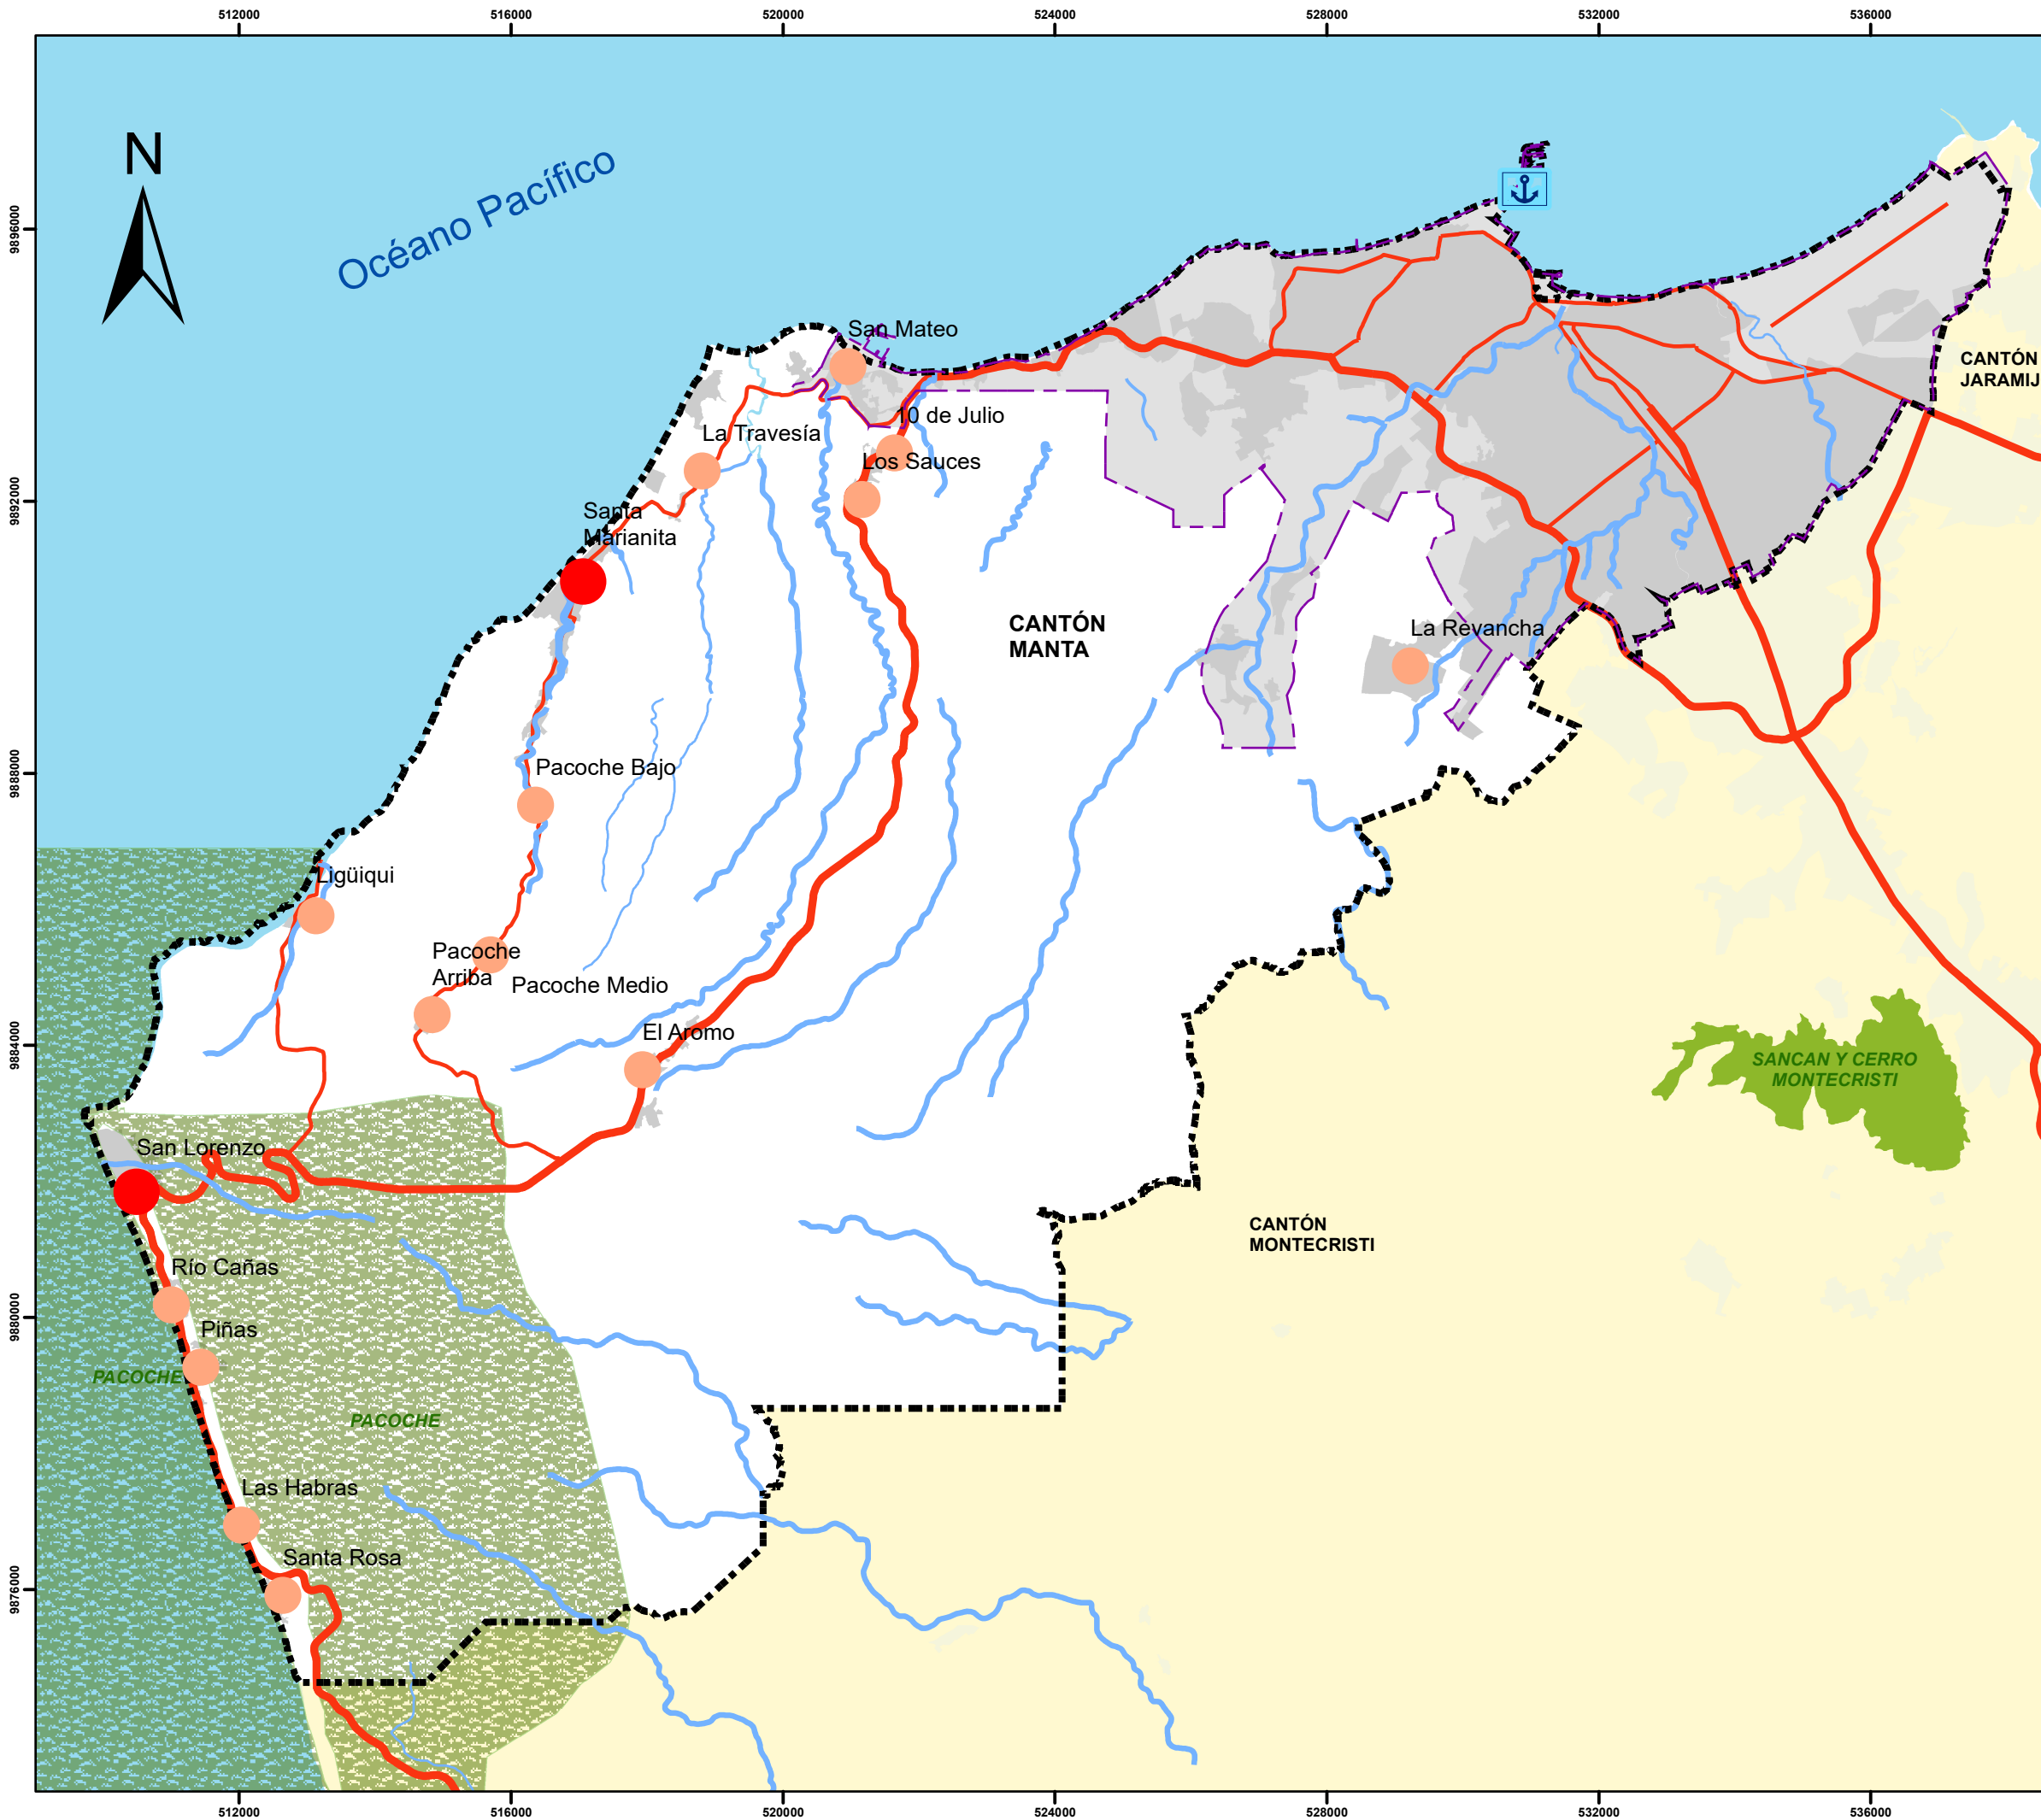 512000
516000
520000
524000
528000
532000
536000
N
Océano Pacífico
9896000
San Mateo
CANTÓN
JARAMIJ
10 de Julio
La Travesía
Los Sauces
9892000
Santa
Marianita
CANTÓN
MANTA
La Revancha
9888000
Pacoche Bajo
Ligüiqui
Pacoche
Arriba
Pacoche Medio
El Aromo
9884000
SANCAN Y CERRO
MONTECRISTI
San Lorenzo
CANTÓN
MONTECRISTI
Río Cañas
9880000
Piñas
PACOCHE
PACOCHE
Las Habras
Santa Rosa
9876000
512000
516000
520000
524000
528000
532000
536000